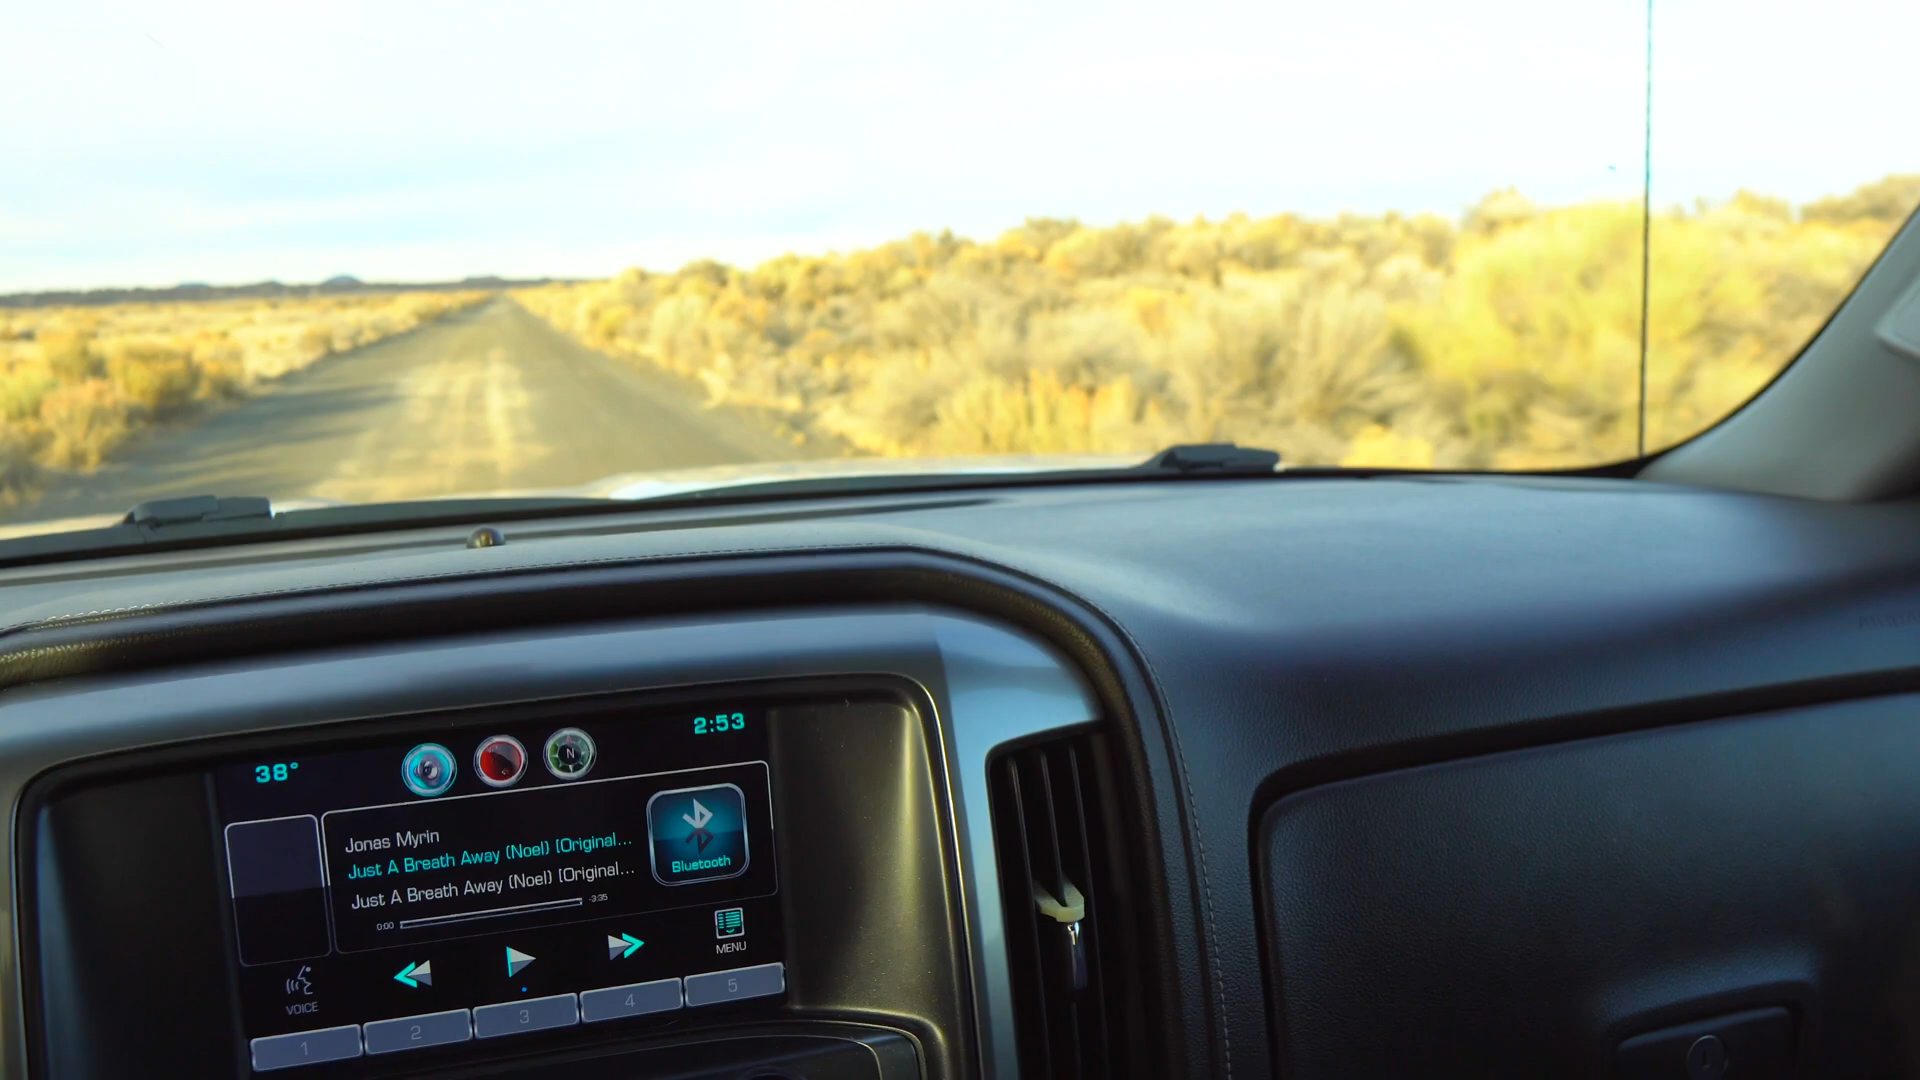 38°
2:53
N
Jonas Myrin
Just A Breath Away (Noel) [Original...
Just A Breath Away (Noel) [Original...
0:00 -3:35
Bluetooth
VOICE
MENU
1 2 3 4 5